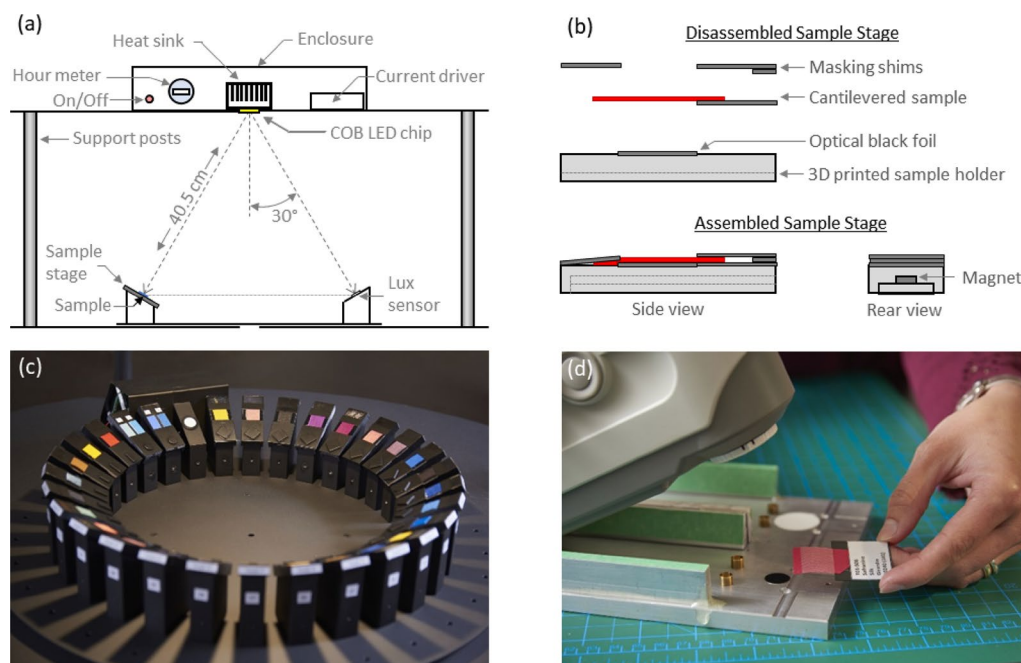 (a)
Heat sink
Enclosure
Hour meter
On/Off
Current driver
Support posts
COB LED chip
40.5 cm
30°
Sample
stage
Sample
Lux
sensor
(b)
Disassembled Sample Stage
Masking shims
Cantilevered sample
Optical black foil
3D printed sample holder
Assembled Sample Stage
Magnet
Side view
Rear view
(c)
(d)